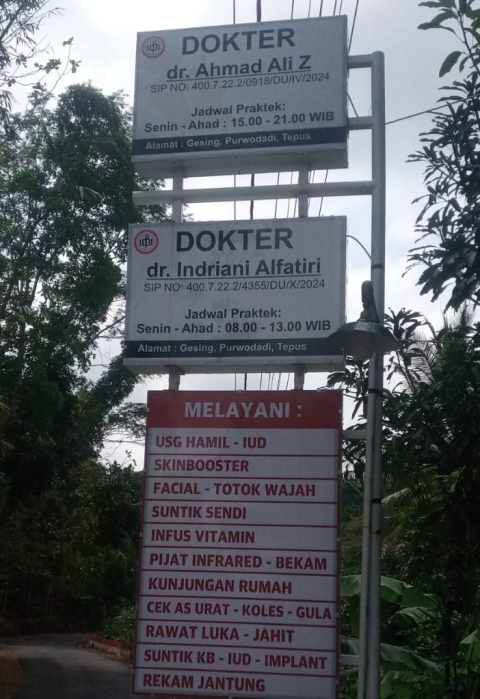 DOKTER
dr. Ahmad Ali Z
SIP NO: 400.7.22.2/0918/DU/IV/2024
Jadwal Praktek:
Senin - Ahad : 15.00 - 21.00 WIB
Alamat : Gesing, Purwodadi, Tepus
DOKTER
dr. Indriani Alfatiri
SIP NO: 400.7.22.2/4355/DU/X/2024
Jadwal Praktek:
Senin - Ahad : 08.00 - 13.00 WIB
Alamat : Gesing, Purwodadi, Tepus
MELAYANI :
USG HAMIL - IUD
SKINBOOSTER
FACIAL - TOTOK WAJAH
SUNTIK SENDI
INFUS VITAMIN
PIJAT INFRARED - BEKAM
KUNJUNGAN RUMAH
CEK AS URAT - KOLES - GULA
RAWAT LUKA - JAHIT
SUNTIK KB - IUD - IMPLANT
REKAM JANTUNG